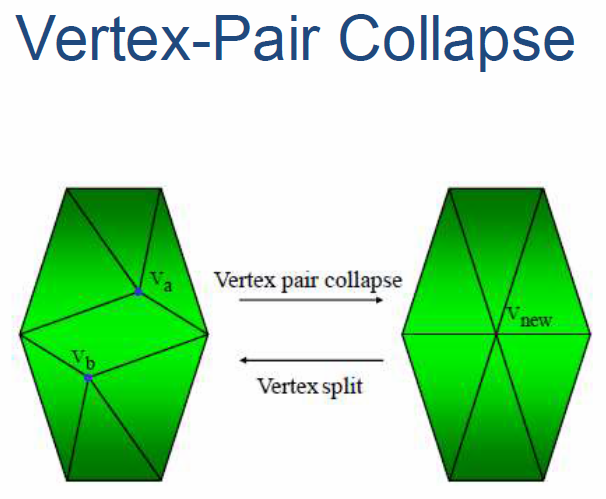 Vertex-Pair Collapse
Va
Vertex pair collapse
Vnew
Vb
Vertex split